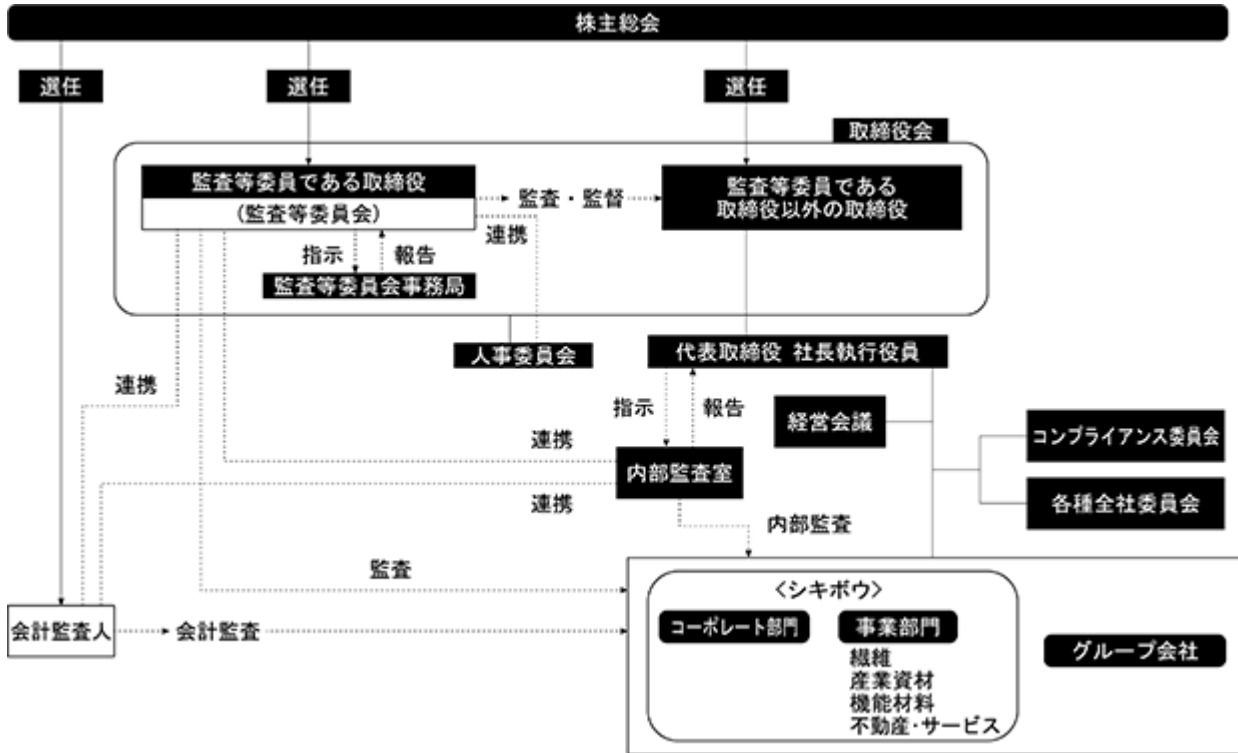 株主総会
選任
選任
選任
取締役会
監査等委員である取締役
(監査等委員会)
監査・監督
監査等委員である
取締役以外の取締役
連携
指示
報告
監査等委員会事務局
人事委員会
代表取締役 社長執行役員
連携
指示
報告
経営会議
コンプライアンス委員会
連携
内部監査室
各種全社委員会
連携
内部監査
監査
〈シキボウ〉
会計監査人
会計監査
コーポレート部門
事業部門
繊維
産業資材
機能材料
不動産・サービス
グループ会社